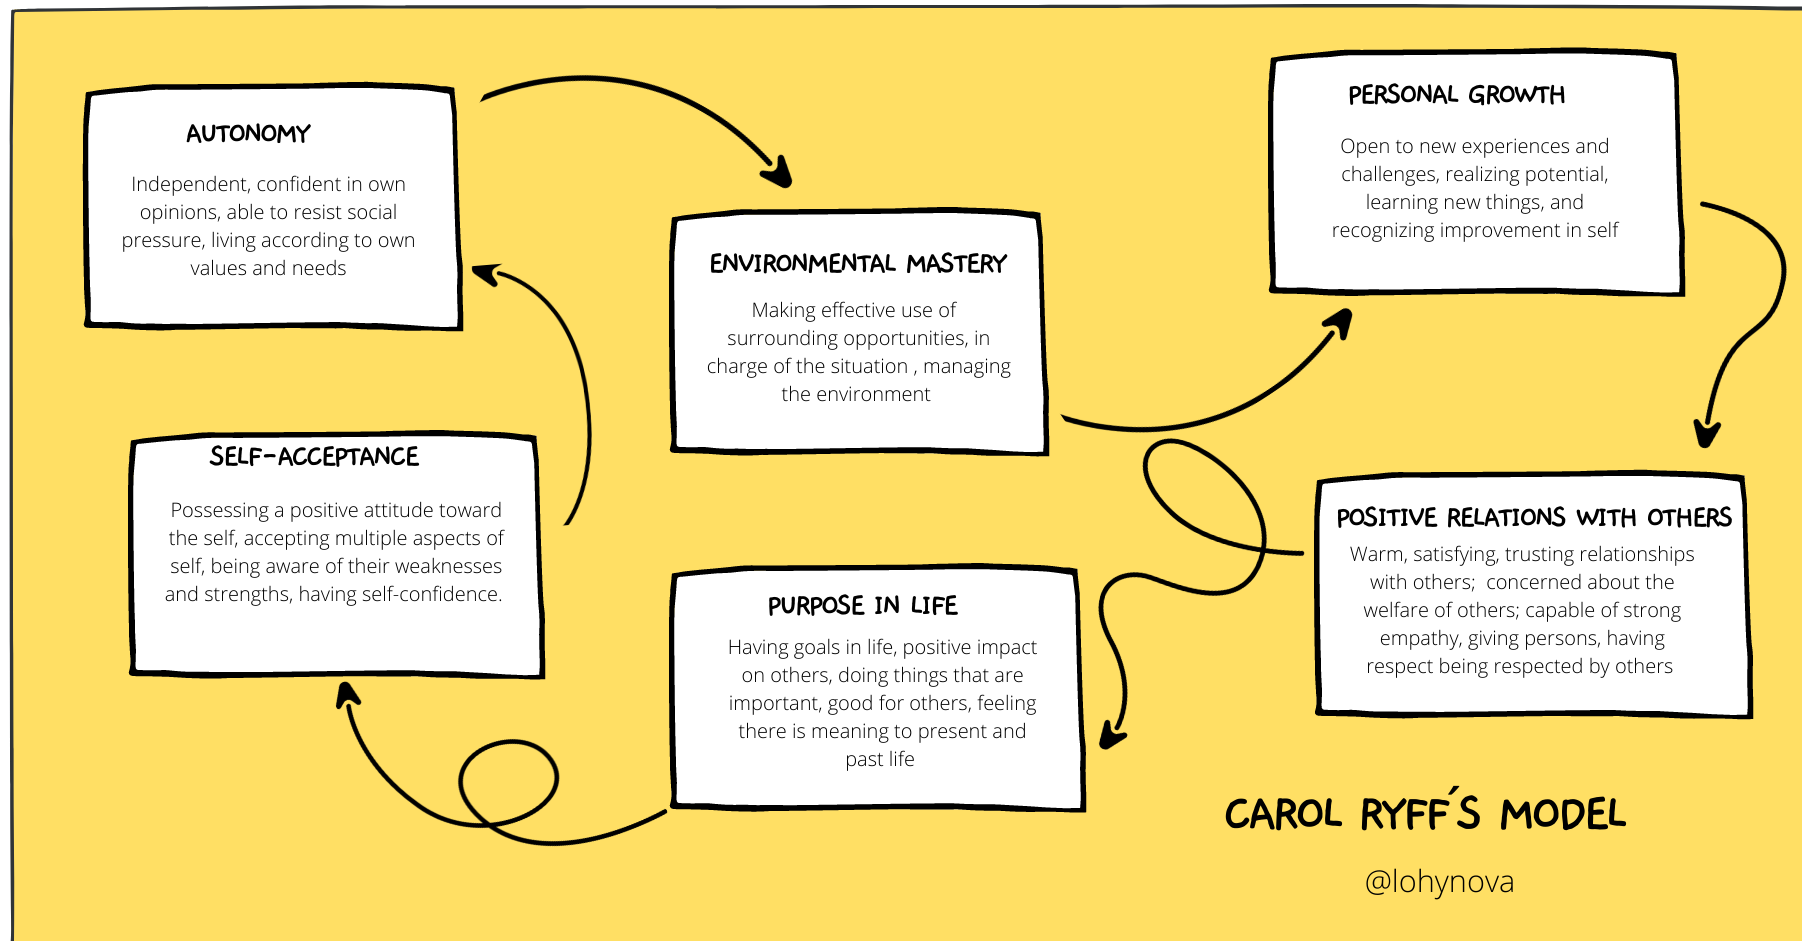 AUTONOMY
Independent, confident in own
opinions, able to resist social
pressure, living according to own
values and needs
ENVIRONMENTAL MASTERY
Making effective use of
surrounding opportunities, in
charge of the situation , managing
the environment
PERSONAL GROWTH
Open to new experiences and
challenges, realizing potential,
learning new things, and
recognizing improvement in self
POSITIVE RELATIONS WITH OTHERS
Warm, satisfying, trusting relationships
with others;  concerned about the
welfare of others; capable of strong
empathy, giving persons, having
respect being respected by others
PURPOSE IN LIFE
Having goals in life, positive impact
on others, doing things that are
important, good for others, feeling
there is meaning to present and
past life
SELF-ACCEPTANCE
Possessing a positive attitude toward
the self, accepting multiple aspects of
self, being aware of their weaknesses
and strengths, having self-confidence.
CAROL RYFF´S MODEL
@lohynova